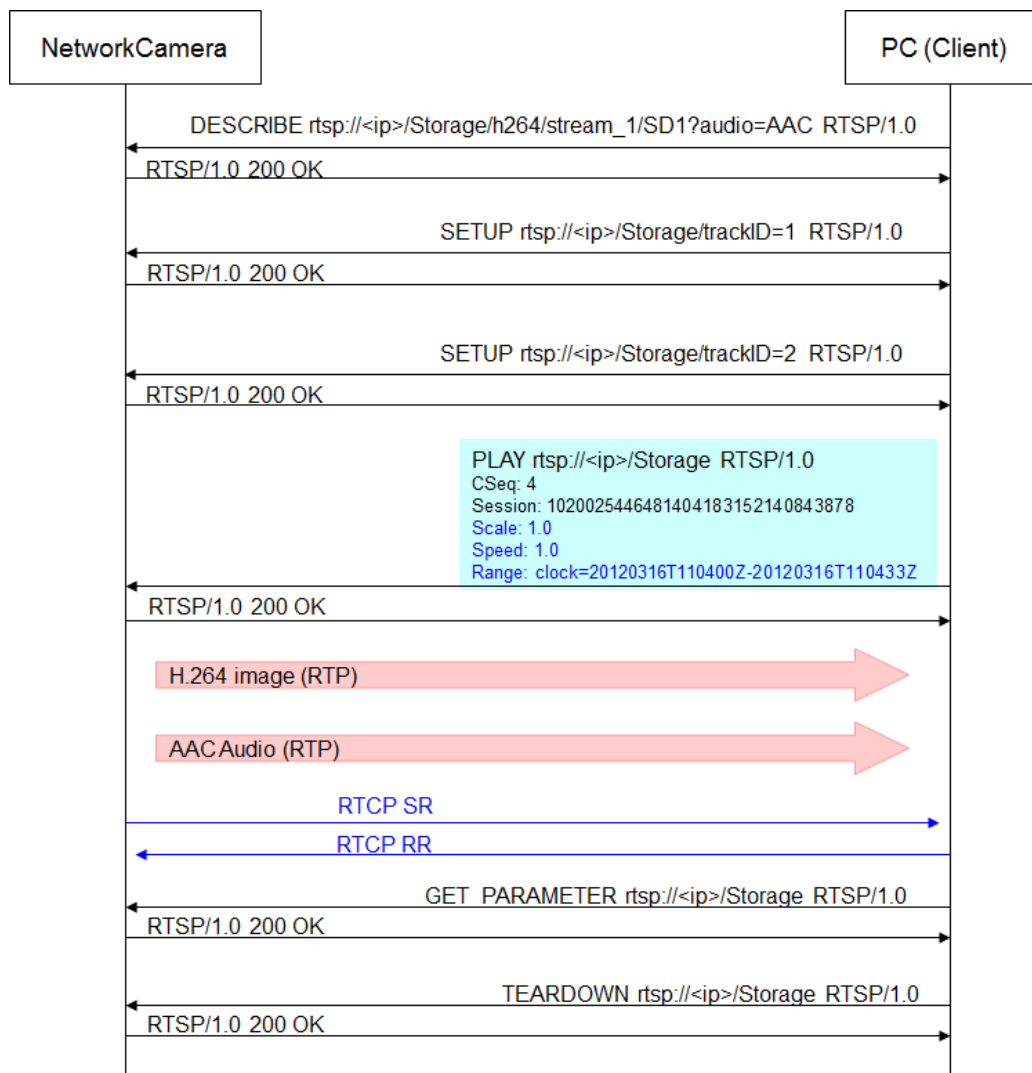 NetworkCamera
PC (Client)
DESCRIBE rtsp://<ip>/Storage/h264/stream_1/SD1?audio=AAC RTSP/1.0
RTSP/1.0 200 OK
SETUP rtsp://<ip>/Storage/trackID=1 RTSP/1.0
RTSP/1.0 200 OK
SETUP rtsp://<ip>/Storage/trackID=2 RTSP/1.0
RTSP/1.0 200 OK
PLAY rtsp://<ip>/Storage RTSP/1.0
CSeq: 4
Session: 10200254464814041831521408​43878
Scale: 1.0
Speed: 1.0
Range: clock=20120316T110400Z-20120316T110433Z
RTSP/1.0 200 OK
H.264 image (RTP)
AAC Audio (RTP)
RTCP SR
RTCP RR
GET_PARAMETER rtsp://<ip>/Storage RTSP/1.0
RTSP/1.0 200 OK
TEARDOWN rtsp://<ip>/Storage RTSP/1.0
RTSP/1.0 200 OK